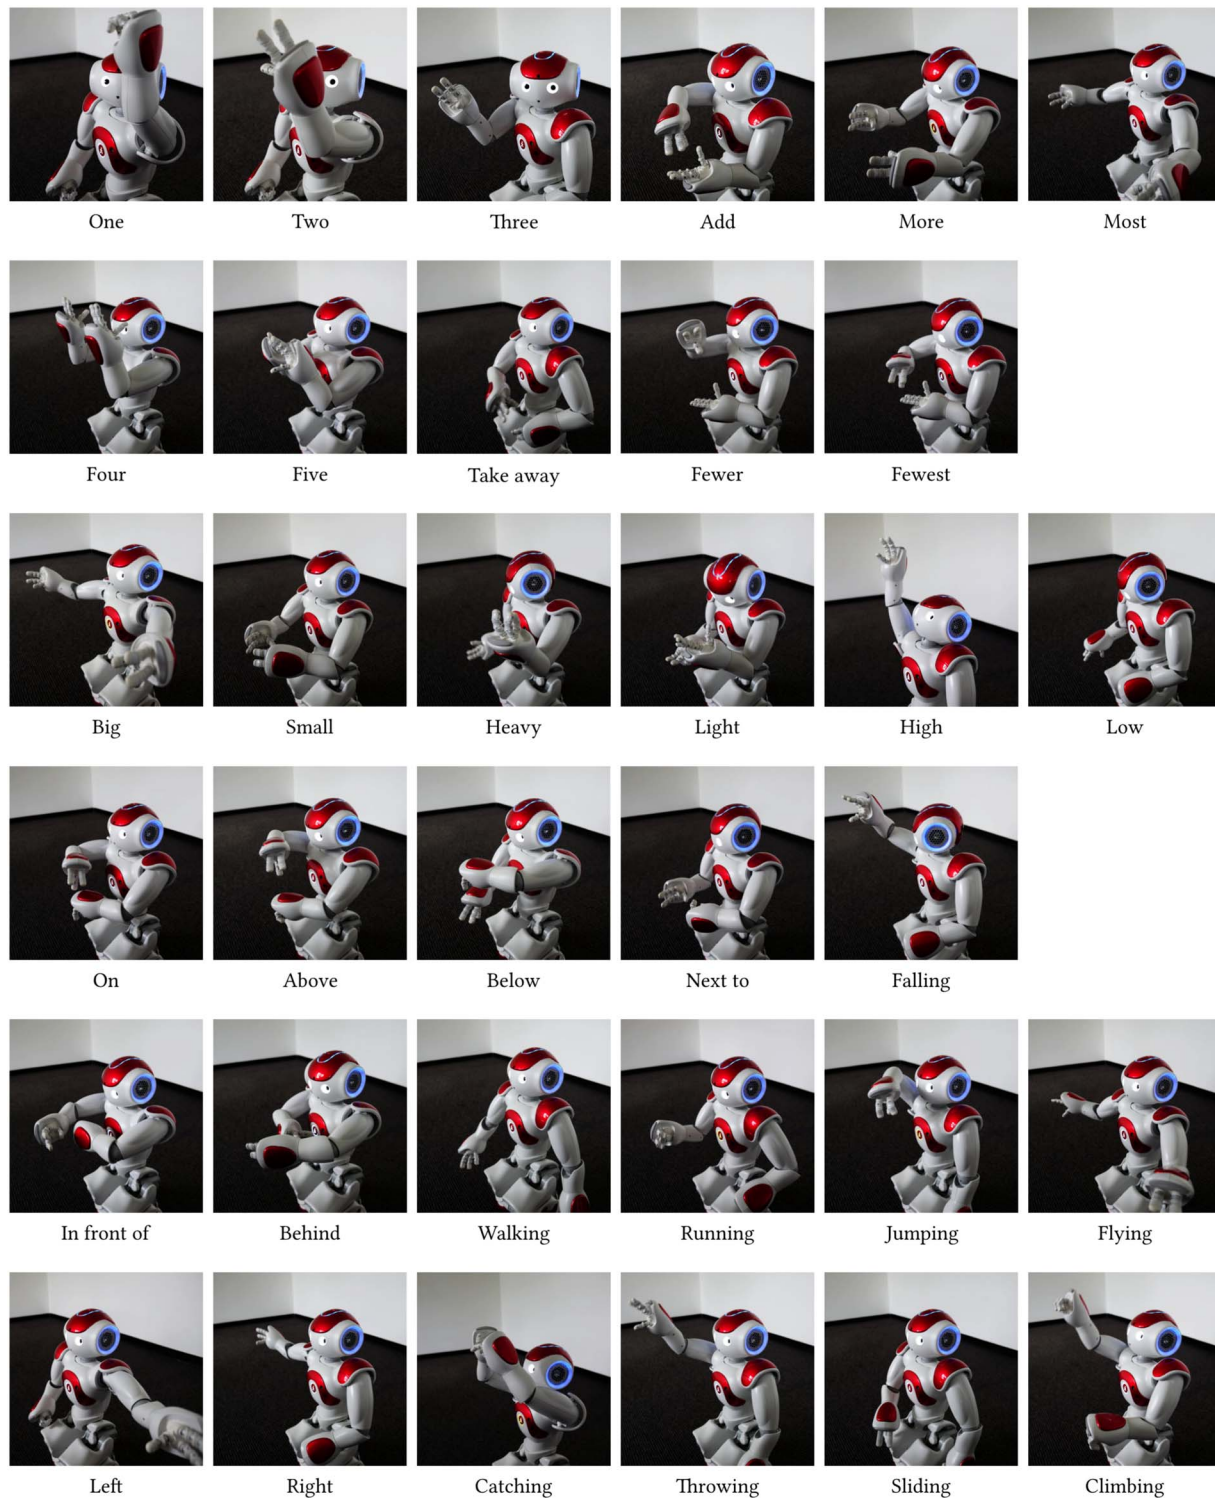 One Two Three Add More Most
Four Five Take away Fewer Fewest
Big Small Heavy Light High Low
On Above Below Next to Falling
In front of Behind Walking Running Jumping Flying
Left Right Catching Throwing Sliding Climbing